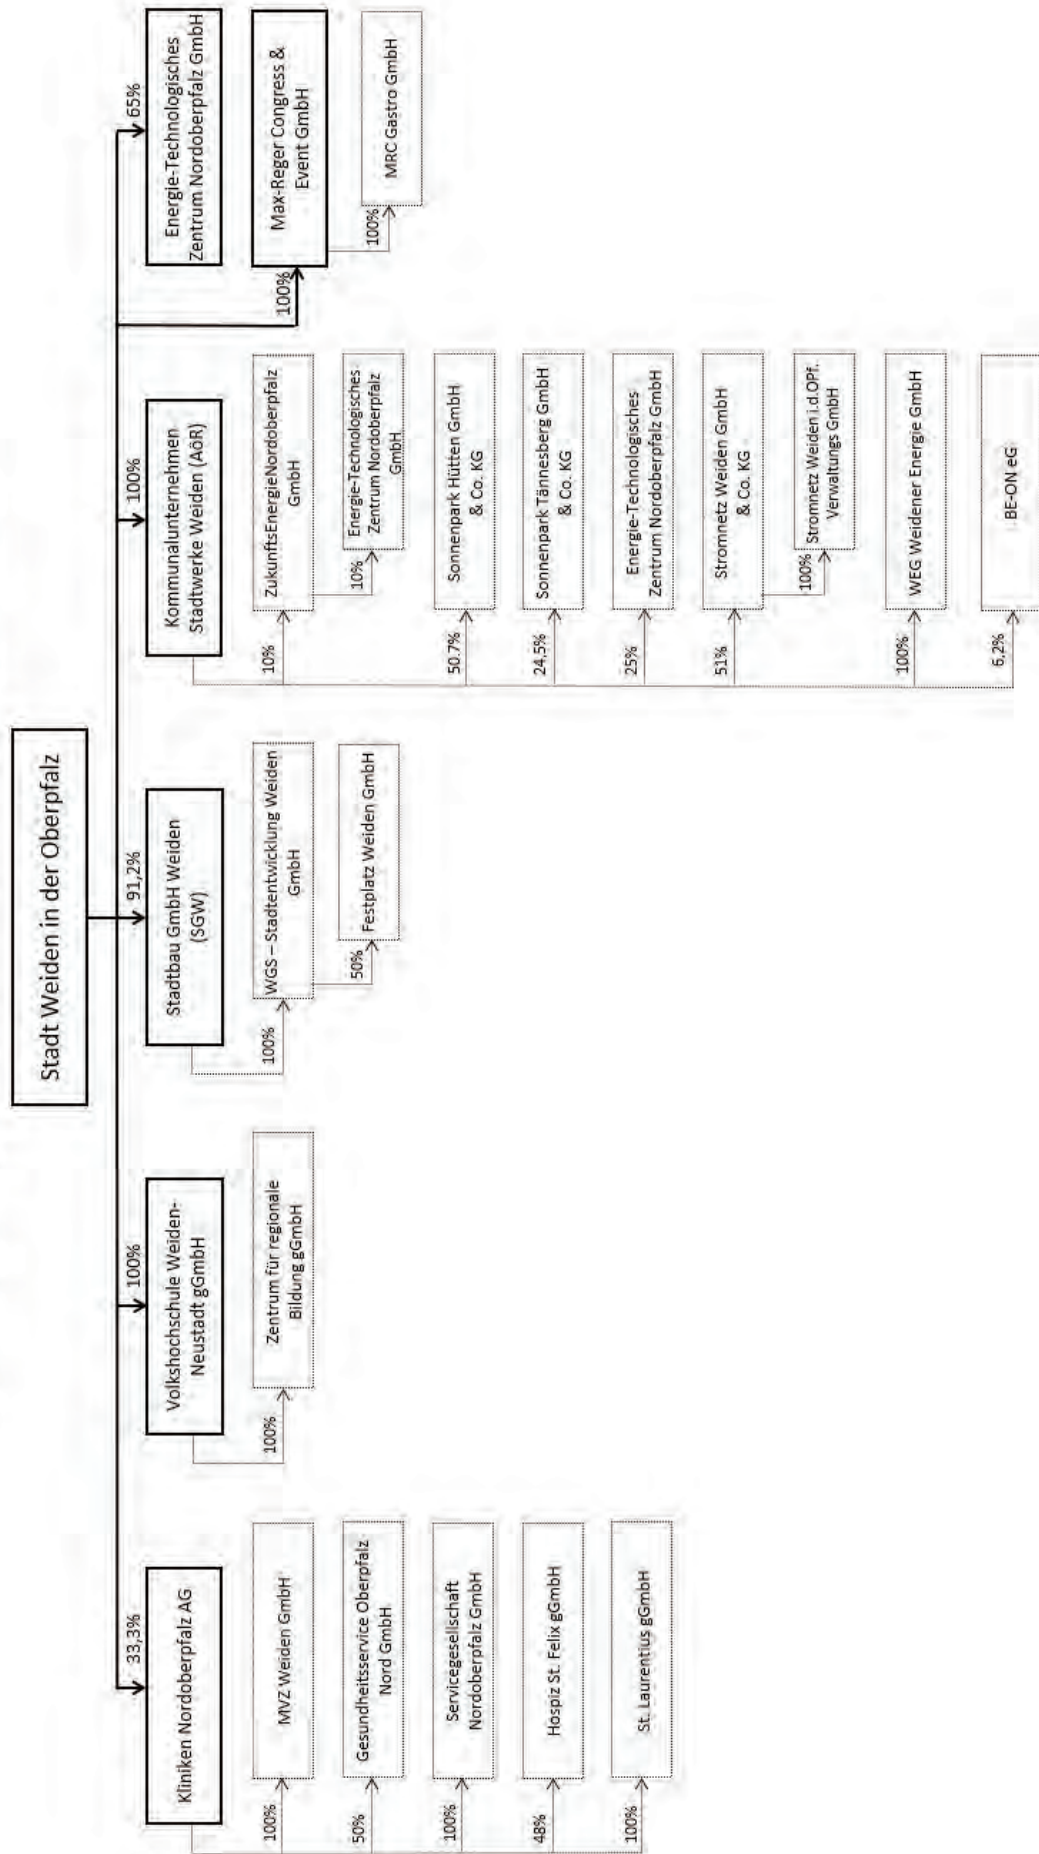 Stadt Weiden in der Oberpfalz
33,3%
Kliniken Nordoberpfalz AG
100%
MVZ Weiden GmbH
50%
Gesundheitsservice Oberpfalz
Nord GmbH
100%
Servicegesellschaft
Nordoberpfalz GmbH
48%
Hospiz St. Felix gGmbH
100%
St. Laurentius gGmbH
100%
Volkshochschule Weiden-
Neustadt gGmbH
100%
Zentrum für regionale
Bildung gGmbH
91,2%
Stadtbau GmbH Weiden
(SGW)
100%
WGS – Stadtentwicklung Weiden
GmbH
50%
Festplatz Weiden GmbH
100%
Kommunalunternehmen
Stadtwerke Weiden (AöR)
10%
ZukunftsEnergieNordoberpfalz
GmbH
10%
Energie-Technologisches
Zentrum Nordoberpfalz
GmbH
50.7%
Sonnenpark Hütten GmbH
& Co. KG
24,5%
Sonnenpark Tännesberg GmbH
& Co. KG
25%
Energie-Technologisches
Zentrum Nordoberpfalz GmbH
51%
Stromnetz Weiden GmbH
& Co. KG
100%
Stromnetz Weiden i.d.OPf.
Verwaltungs GmbH
100%
WEG Weidener Energie GmbH
6,2%
BE-ON eG
65%
Energie-Technologisches
Zentrum Nordoberpfalz GmbH
100%
Max-Reger Congress &
Event GmbH
100%
MRC Gastro GmbH